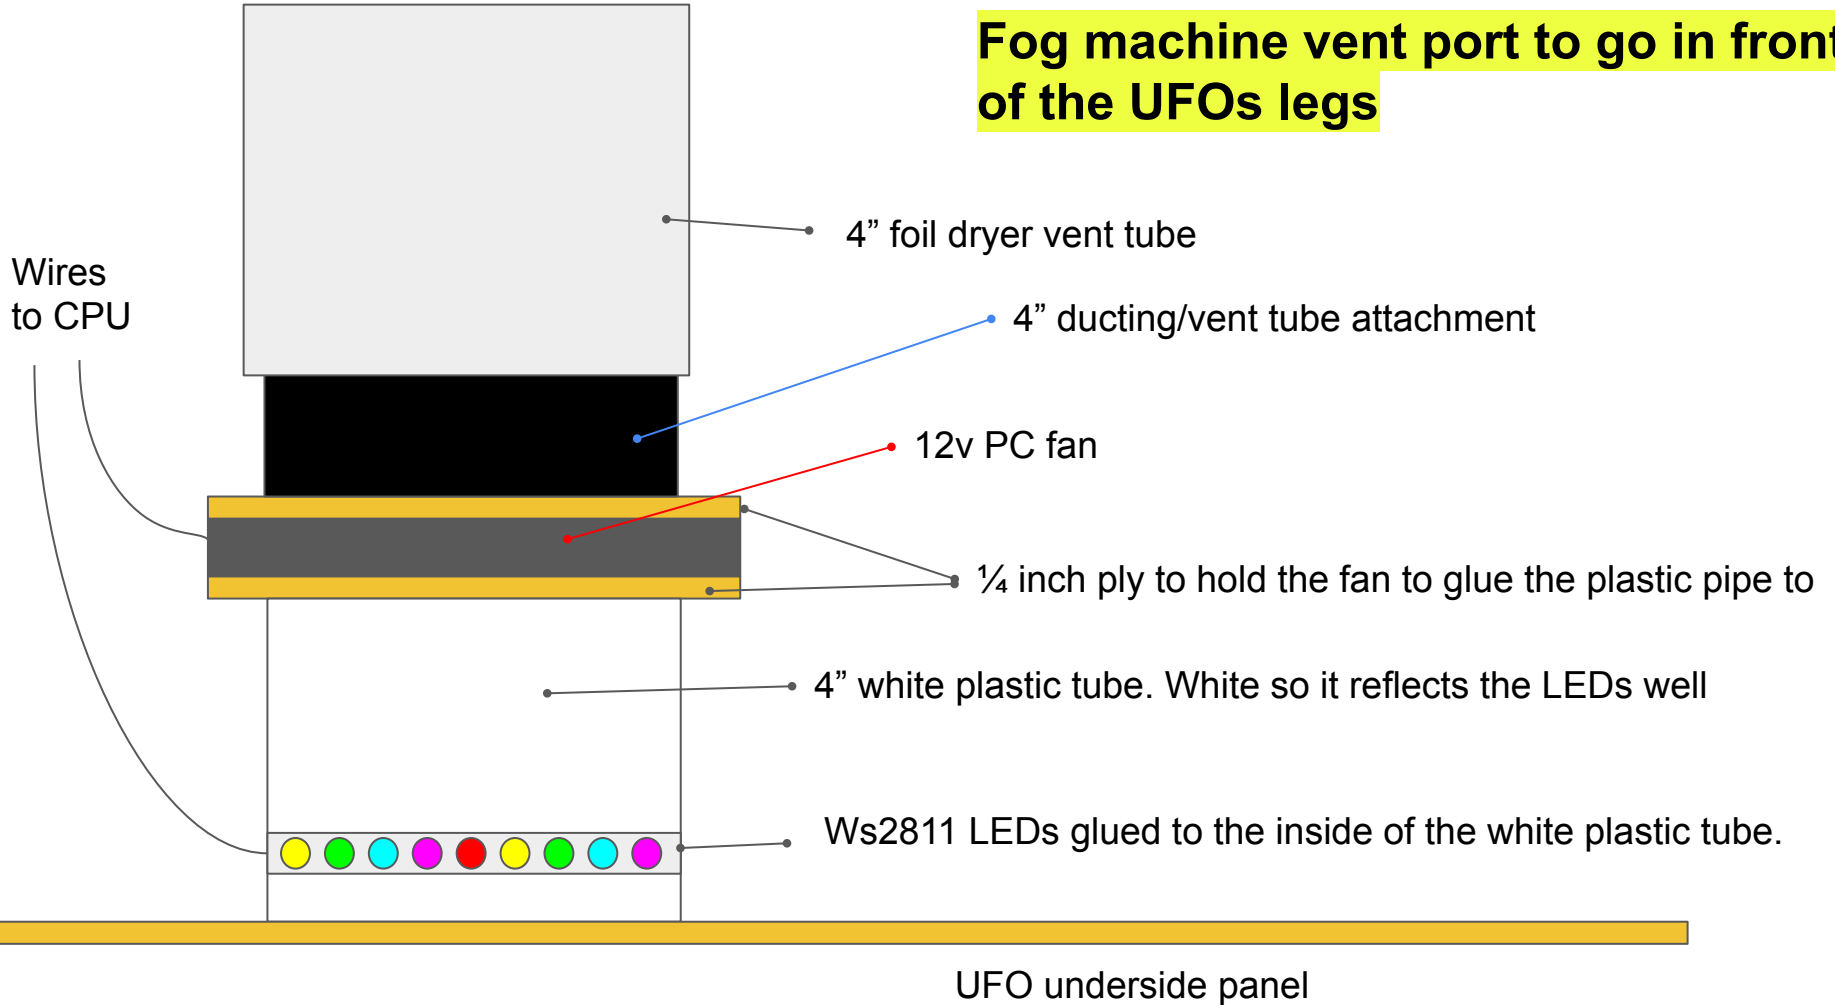 Fog machine vent port to go in front
of the UFOs legs
4” foil dryer vent tube
Wires
to CPU
4” ducting/vent tube attachment
12v PC fan
¼ inch ply to hold the fan to glue the plastic pipe to
4” white plastic tube. White so it reflects the LEDs well
Ws2811 LEDs glued to the inside of the white plastic tube.
UFO underside panel